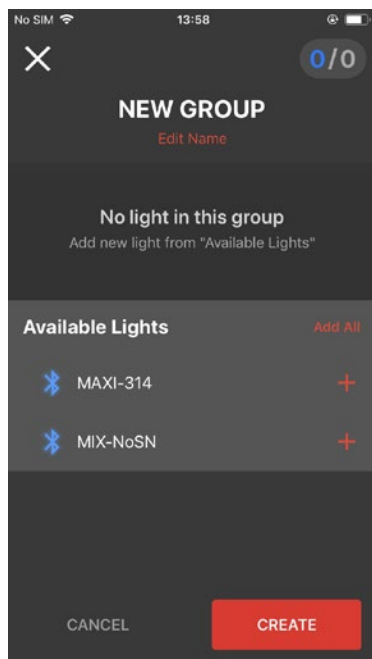 No SIM 13:58
0/0
NEW GROUP
Edit Name
No light in this group
Add new light from "Available Lights"
Available Lights Add All
MAXI-314 +
MIX-NoSN +
CANCEL CREATE